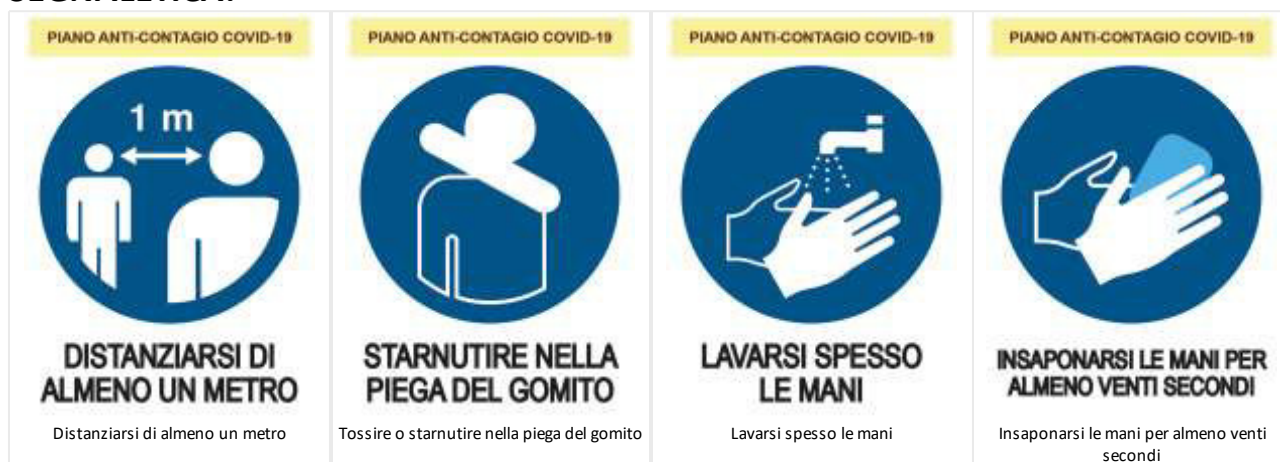 PIANO ANTI-CONTAGIO COVID-19
1 m
DISTANZIARSI DI
ALMENO UN METRO
Distanziarsi di almeno un metro
PIANO ANTI-CONTAGIO COVID-19
STARNUTIRE NELLA
PIEGA DEL GOMITO
Tossire o starnutire nella piega del gomito
PIANO ANTI-CONTAGIO COVID-19
LAVARSI SPESSO
LE MANI
Lavarsi spesso le mani
PIANO ANTI-CONTAGIO COVID-19
INSAPONARSI LE MANI PER
ALMENO VENTI SECONDI
Insaponarsi le mani per almeno venti
secondi